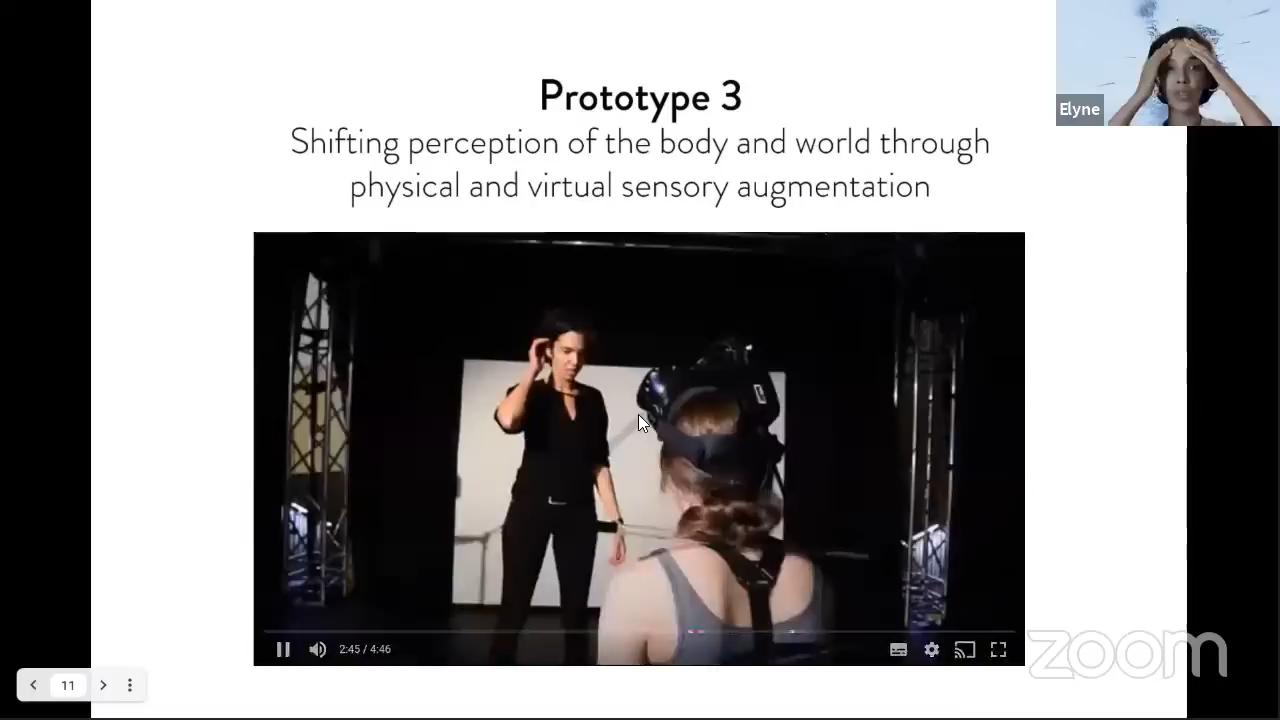 Prototype 3
Shifting perception of the body and world through
physical and virtual sensory augmentation
Elyne
2:45 / 4:46
11
zoom